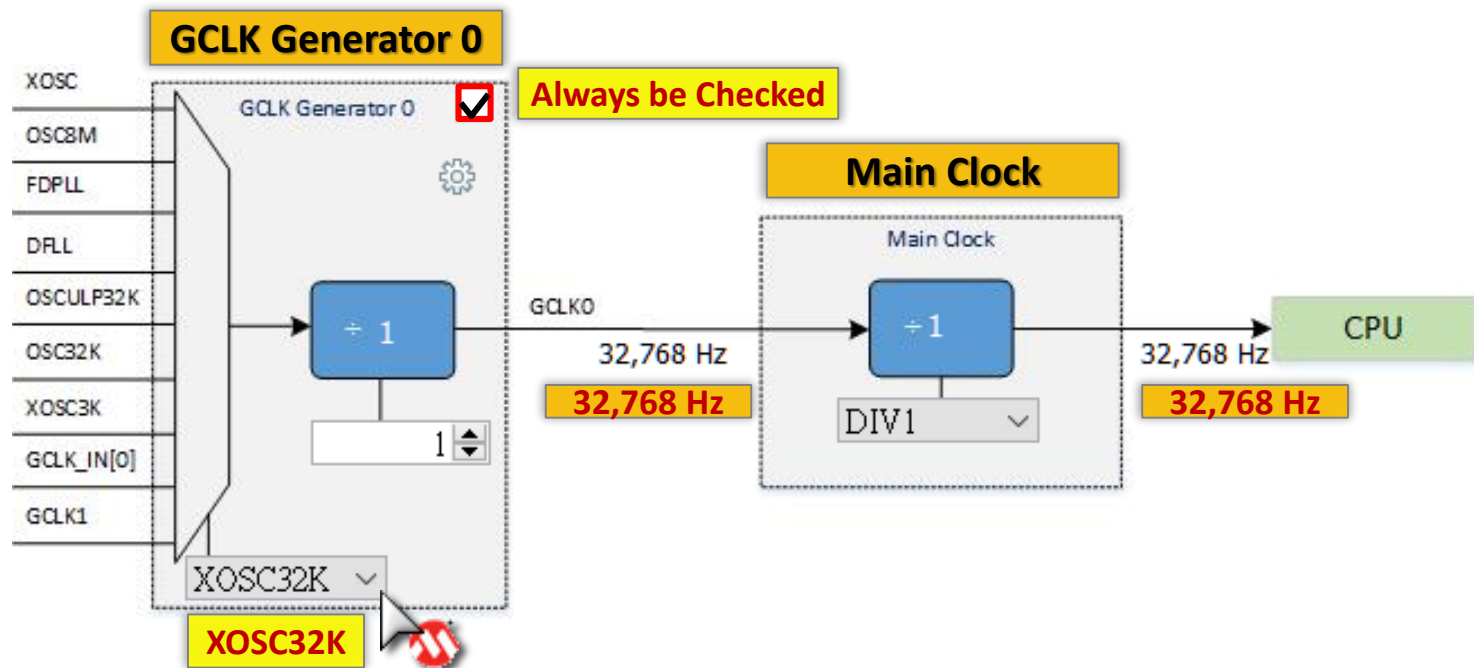 GCLK Generator 0
XOSC
OSC8M
FDPLL
DFLL
OSCULP32K
OSC32K
XOSC3K
GCLK_IN[0]
GCLK1
GCLK Generator 0
Always be Checked
÷ 1
1
XOSC32K
XOSC32K
GCLK0
32,768 Hz
32,768 Hz
Main Clock
Main Clock
÷1
DIV1
32,768 Hz
32,768 Hz
CPU